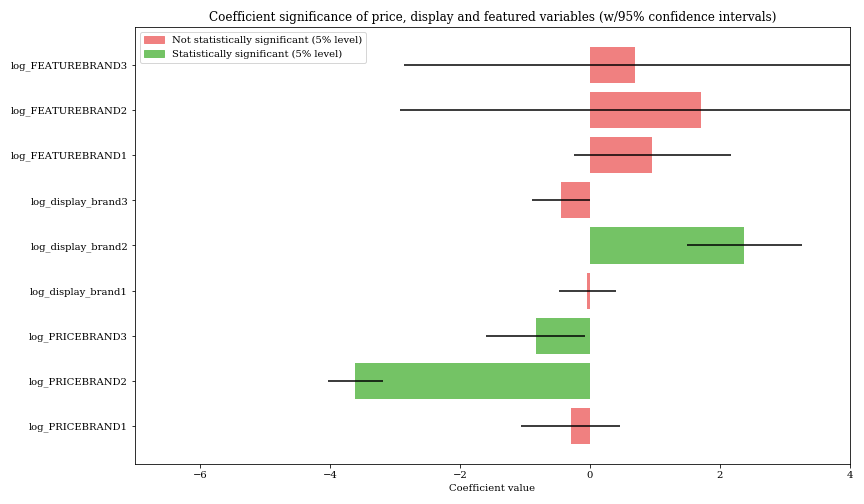 Coefficient significance of price, display and featured variables (w/95% confidence intervals)
Not statistically significant (5% level)
Statistically significant (5% level)
log_FEATUREBRAND3
log_FEATUREBRAND2
log_FEATUREBRAND1
log_display_brand3
log_display_brand2
log_display_brand1
log_PRICEBRAND3
log_PRICEBRAND2
log_PRICEBRAND1
−6 −4 −2 0 2 4
Coefficient value